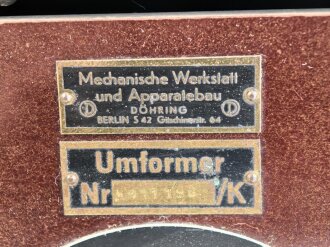 Mechanische Werkstatt
und Apparatebau
DÖHRING
BERLIN S 42 Gitschinerstr. 64
Umformer
Nr /K